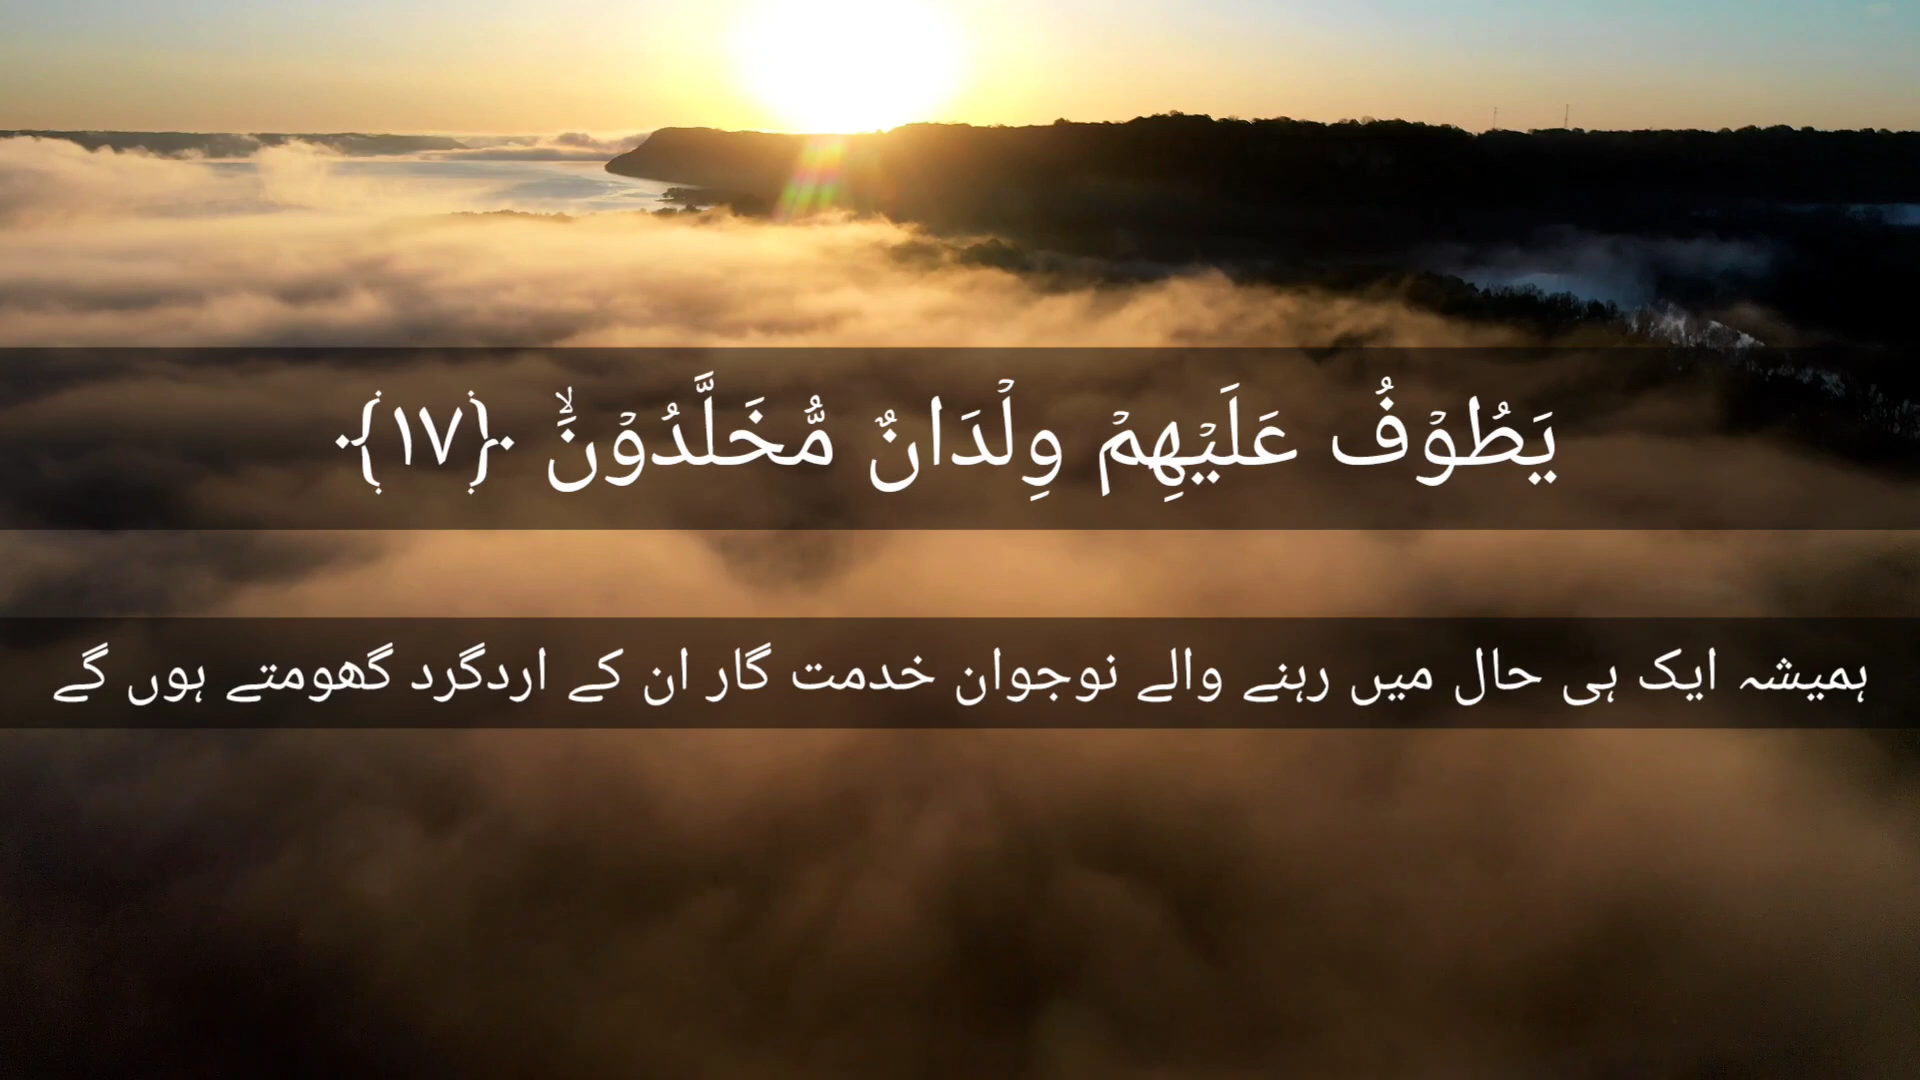 يَطُوۡفُ عَلَيۡهِمۡ وِلۡدَانٌ مُّخَلَّدُوۡنَۙ ﴿۱۷﴾
ہمیشہ ایک ہی حال میں رہنے والے نوجوان خدمت گار ان کے اردگرد گھومتے ہوں گے